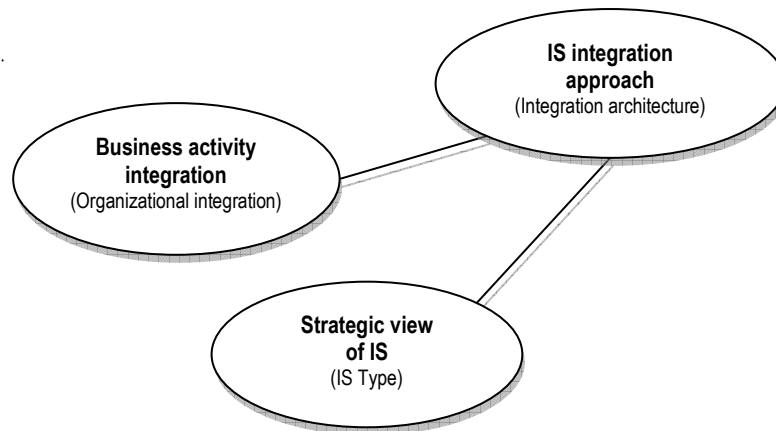 IS integration
approach
(Integration architecture)
Business activity
integration
(Organizational integration)
Strategic view
of IS
(IS Type)